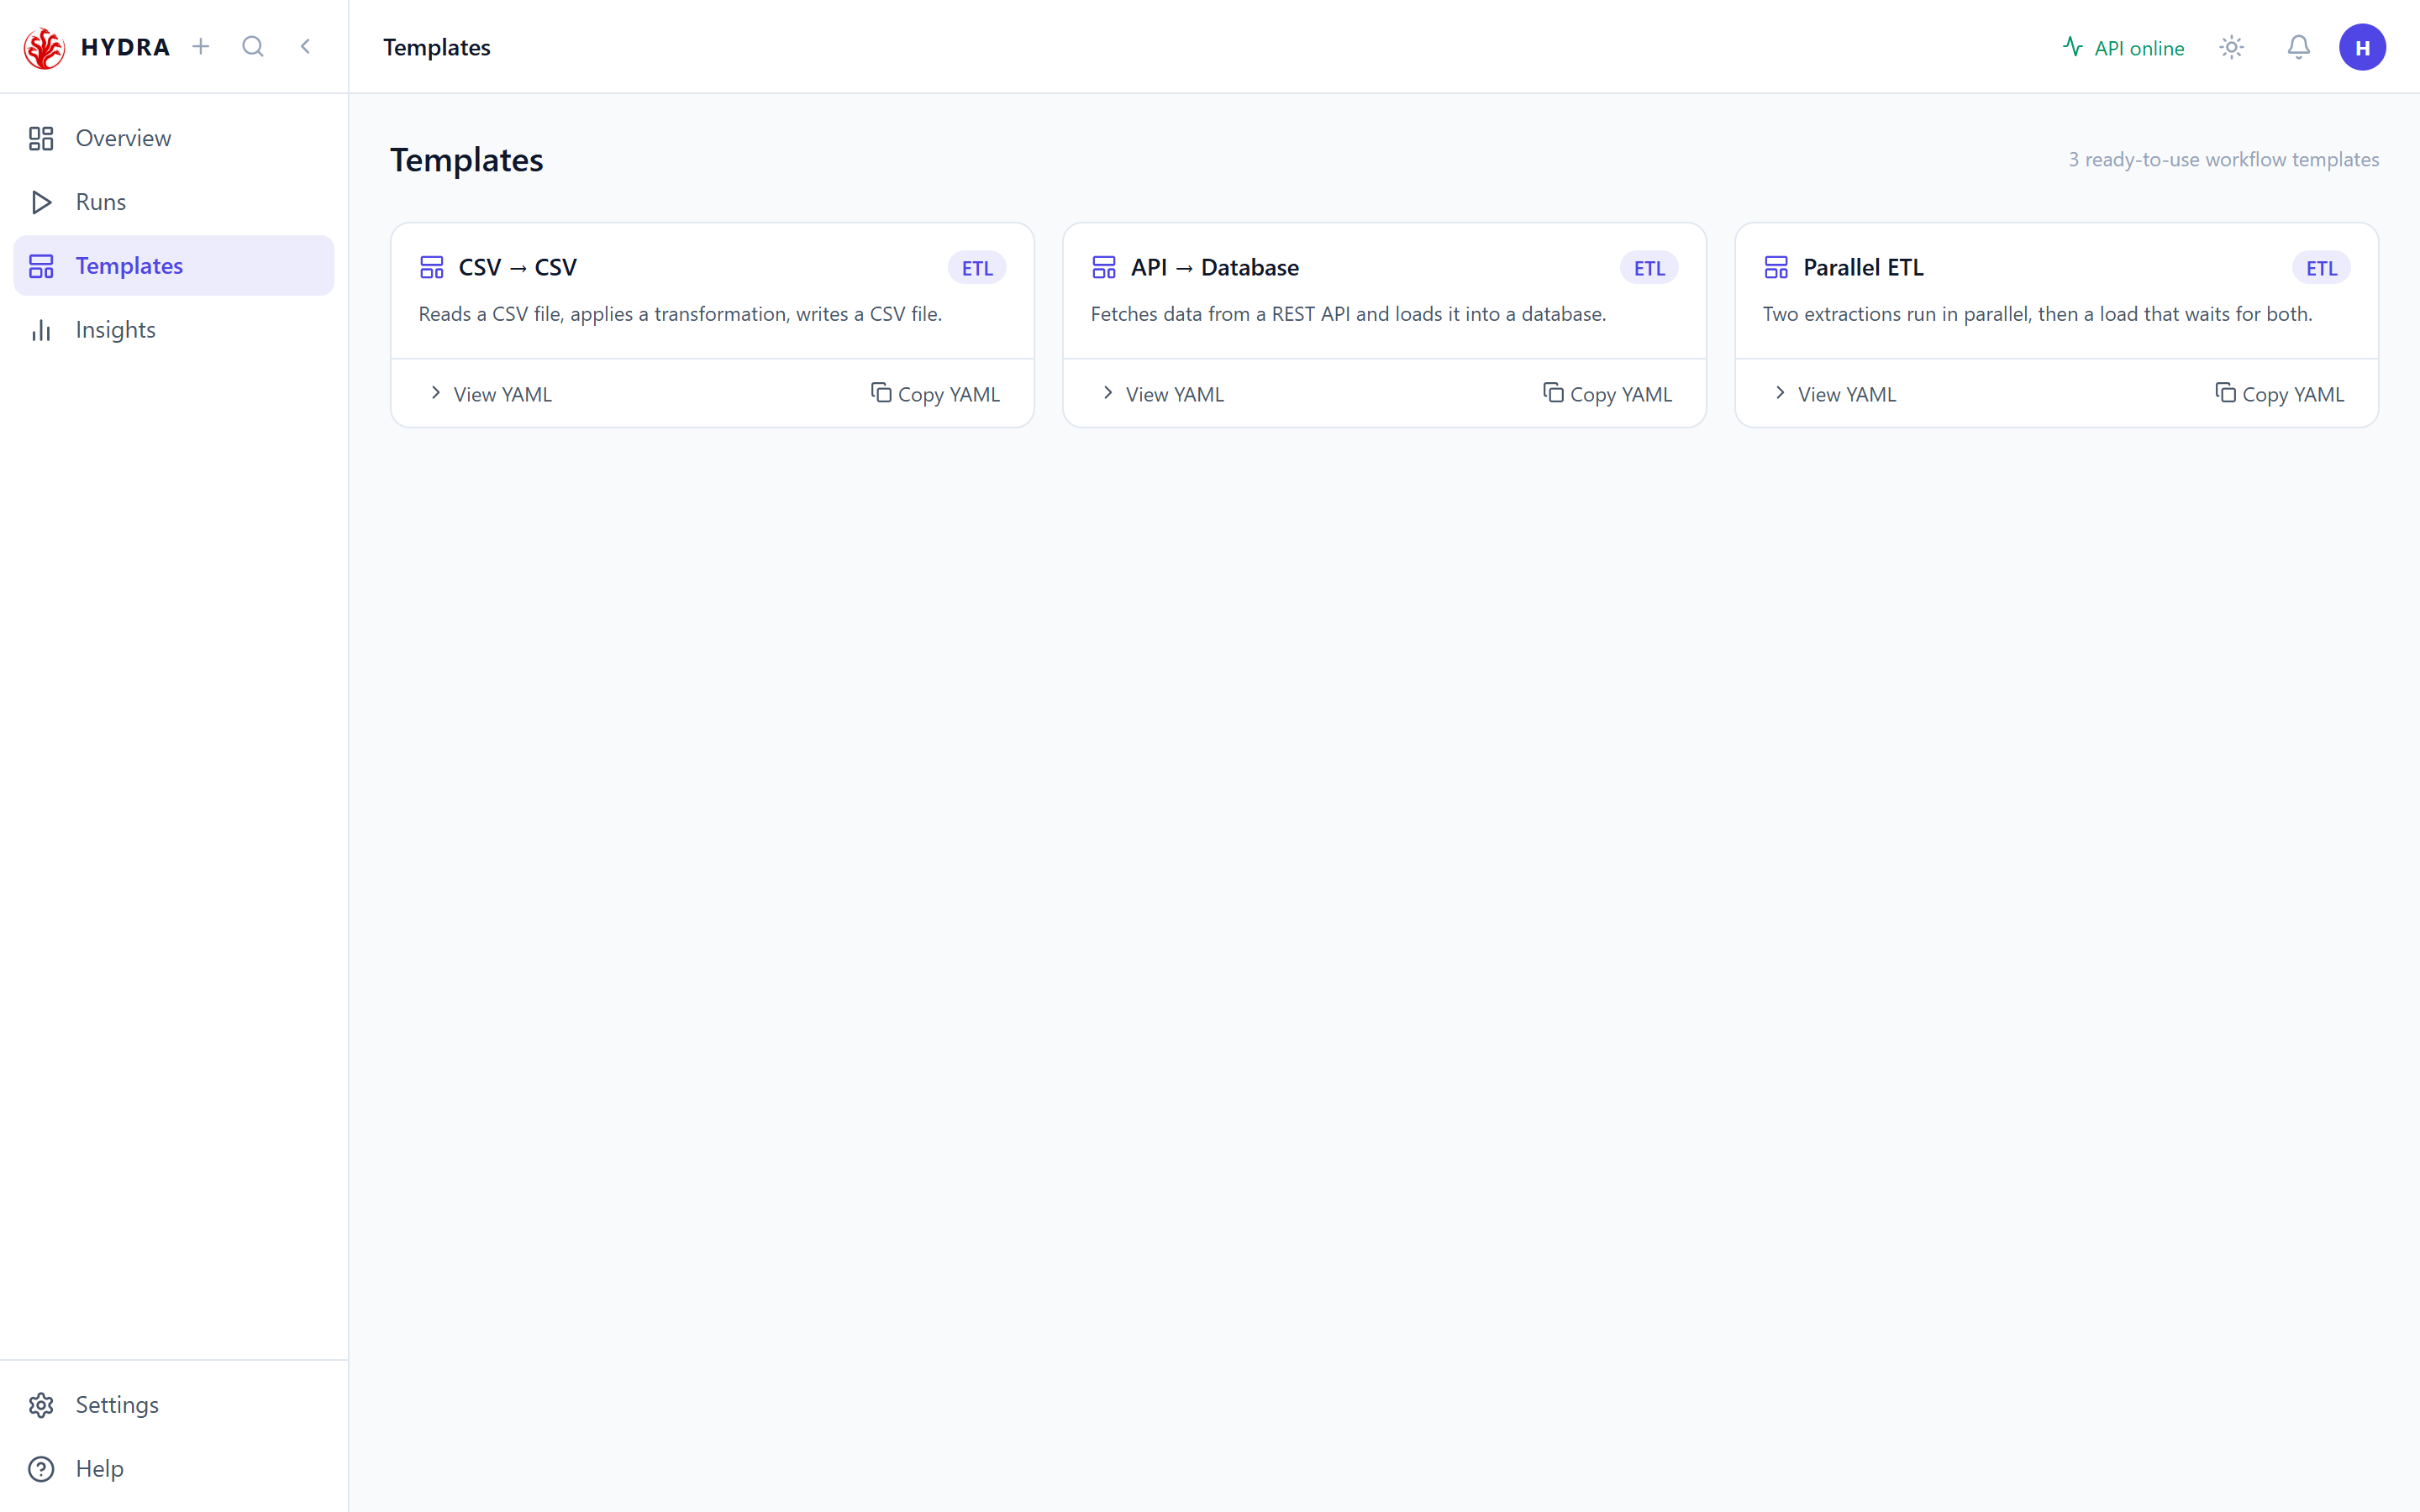 HYDRA
Templates
API online
H
Overview
Runs
Templates
Insights
Settings
Help
Templates
3 ready-to-use workflow templates
CSV → CSV
ETL
Reads a CSV file, applies a transformation, writes a CSV file.
View YAML
Copy YAML
API → Database
ETL
Fetches data from a REST API and loads it into a database.
View YAML
Copy YAML
Parallel ETL
ETL
Two extractions run in parallel, then a load that waits for both.
View YAML
Copy YAML